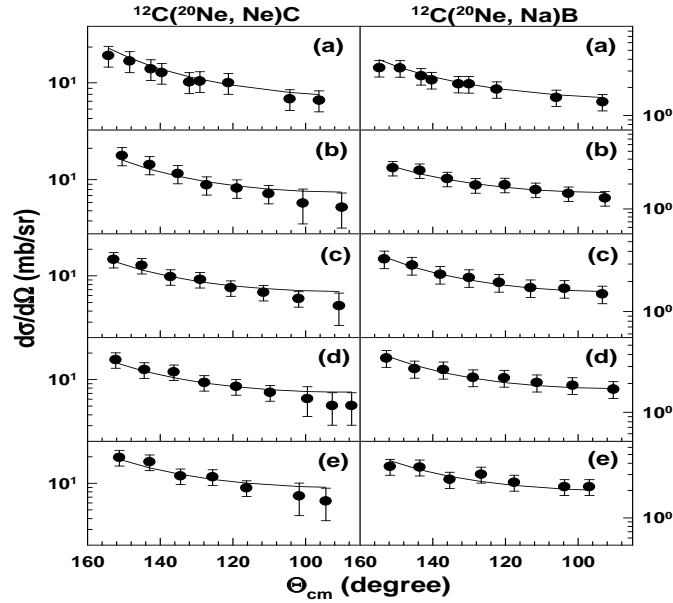 ¹²C(²⁰Ne, Ne)C
¹²C(²⁰Ne, Na)B
(a)
(a)
10¹
10⁰
(b)
(b)
10¹
10⁰
(c)
(c)
10¹
10⁰
(d)
(d)
10¹
10⁰
(e)
(e)
10¹
10⁰
dσ/dΩ (mb/sr)
160 140 120 100 160 140 120 100
Θcm (degree)